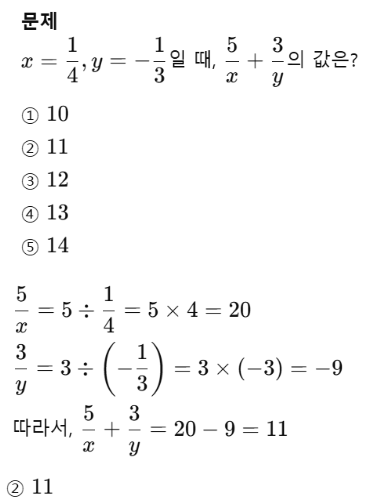 문제
x = 1/4, y = −1/3일 때, 5/x + 3/y의 값은?
① 10
② 11
③ 12
④ 13
⑤ 14
5/x = 5 ÷ 1/4 = 5 × 4 = 20
3/y = 3 ÷ (−1/3) = 3 × (−3) = −9
따라서, 5/x + 3/y = 20 − 9 = 11
② 11